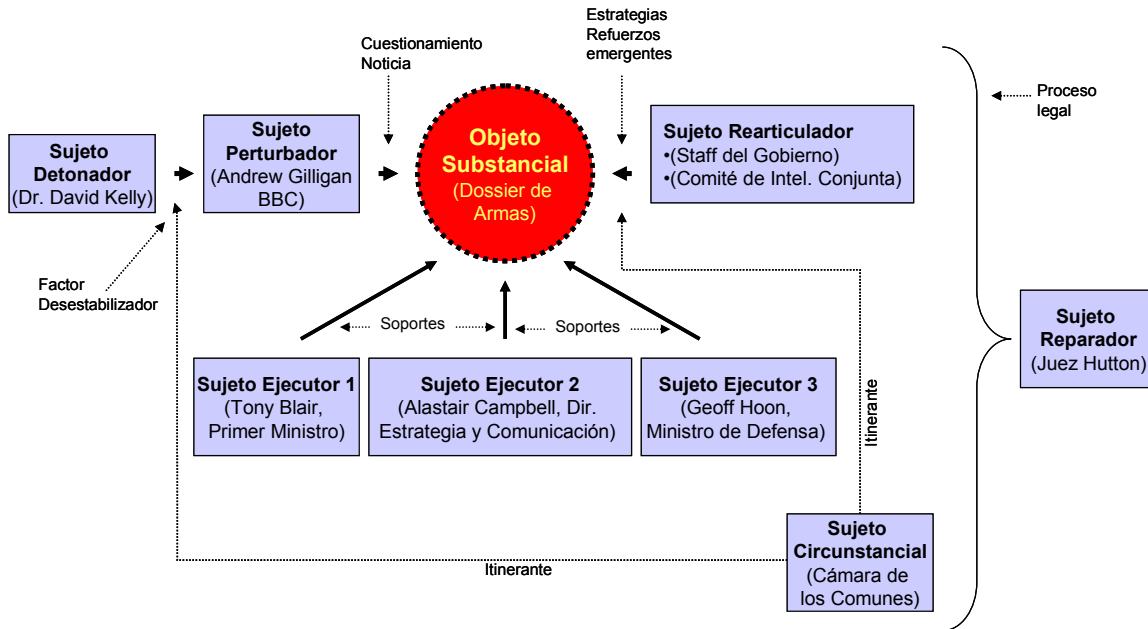 Cuestionamiento
Noticia
Estrategias
Refuerzos
emergentes
Proceso
legal
Sujeto
Detonador
(Dr. David Kelly)
Sujeto
Perturbador
(Andrew Gilligan
BBC)
Objeto
Substancial
(Dossier de
Armas)
Sujeto Rearticulador
•(Staff del Gobierno)
•(Comité de Intel. Conjunta)
Factor
Desestabilizador
Soportes
Soportes
Sujeto Ejecutor 1
(Tony Blair,
Primer Ministro)
Sujeto Ejecutor 2
(Alastair Campbell, Dir.
Estrategia y Comunicación)
Sujeto Ejecutor 3
(Geoff Hoon,
Ministro de Defensa)
Itinerante
Sujeto
Reparador
(Juez Hutton)
Sujeto
Circunstancial
(Cámara de
los Comunes)
Itinerante